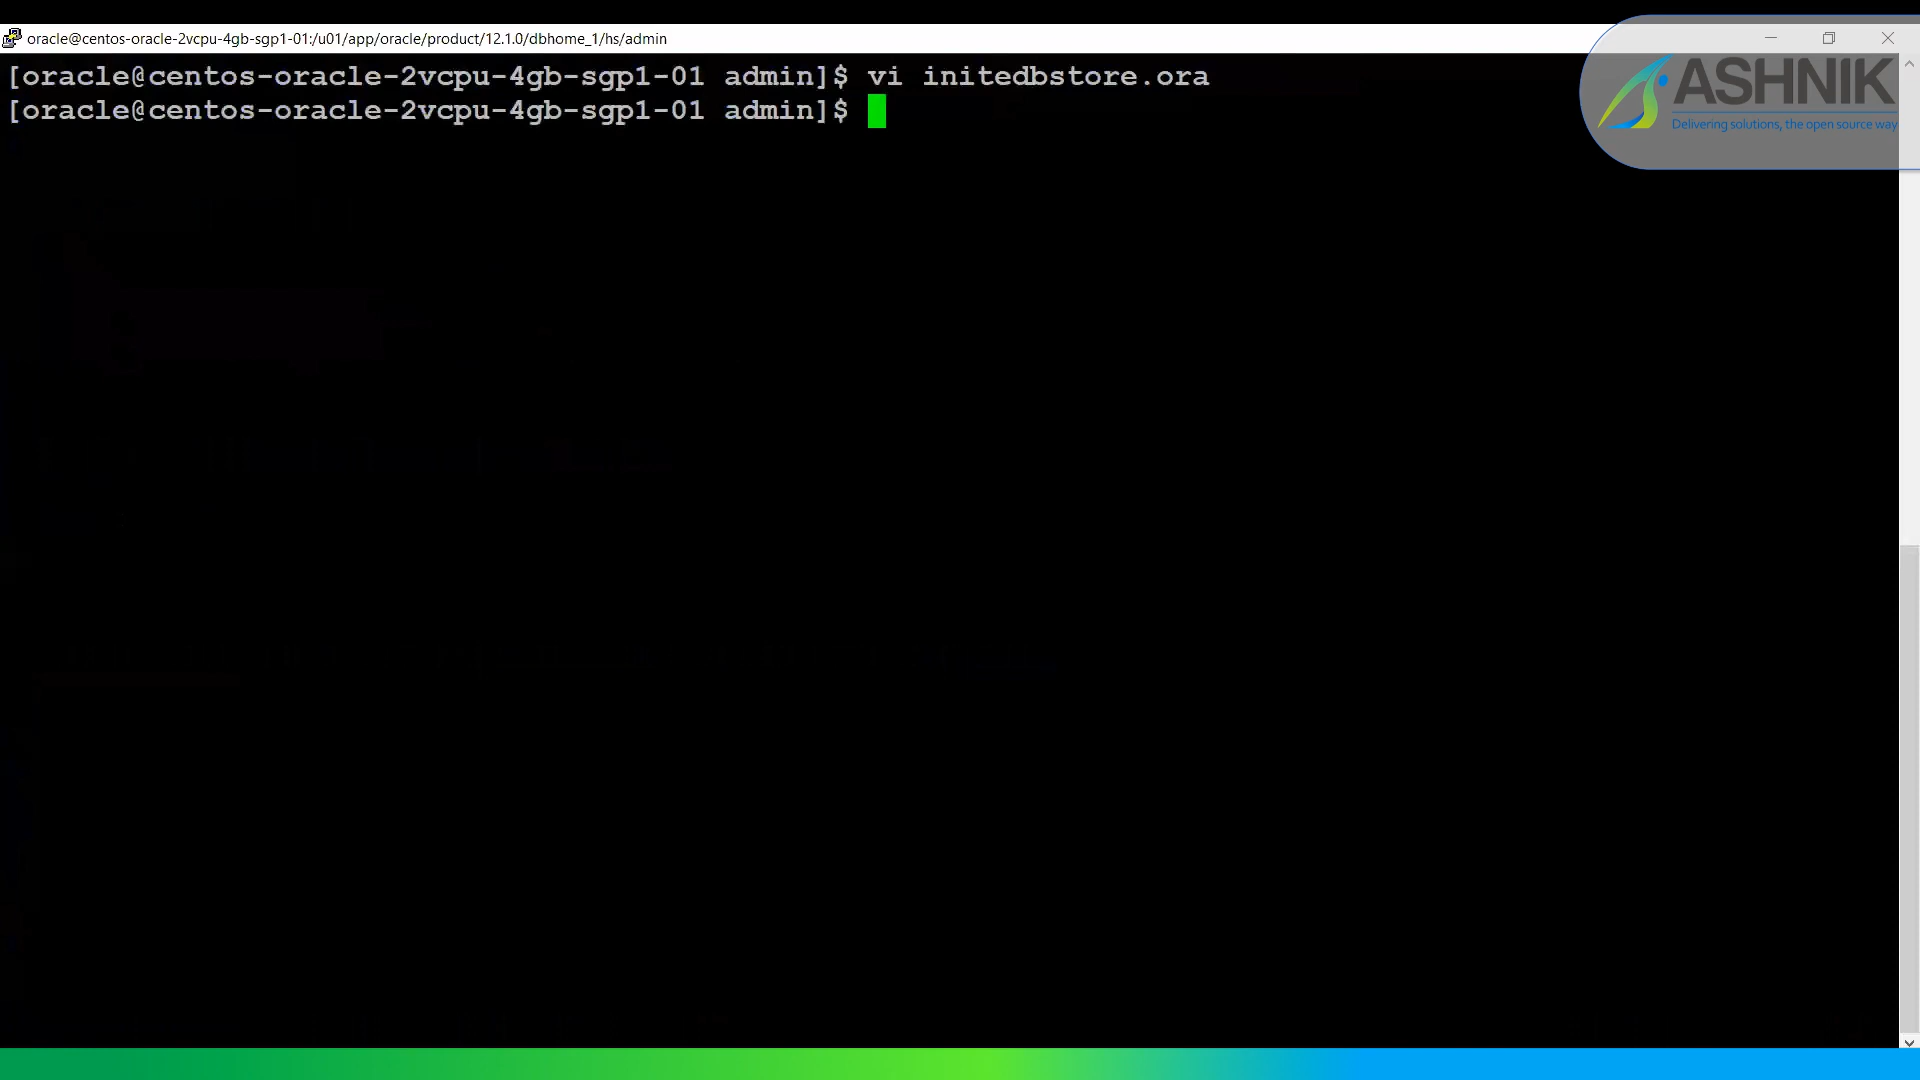 oracle@centos-oracle-2vcpu-4gb-sgp1-01:/u01/app/oracle/product/12.1.0/dbhome_1/hs/admin
[oracle@centos-oracle-2vcpu-4gb-sgp1-01 admin]$ vi initedbstore.ora
[oracle@centos-oracle-2vcpu-4gb-sgp1-01 admin]$
ASHNIK
Delivering solutions, the open source way